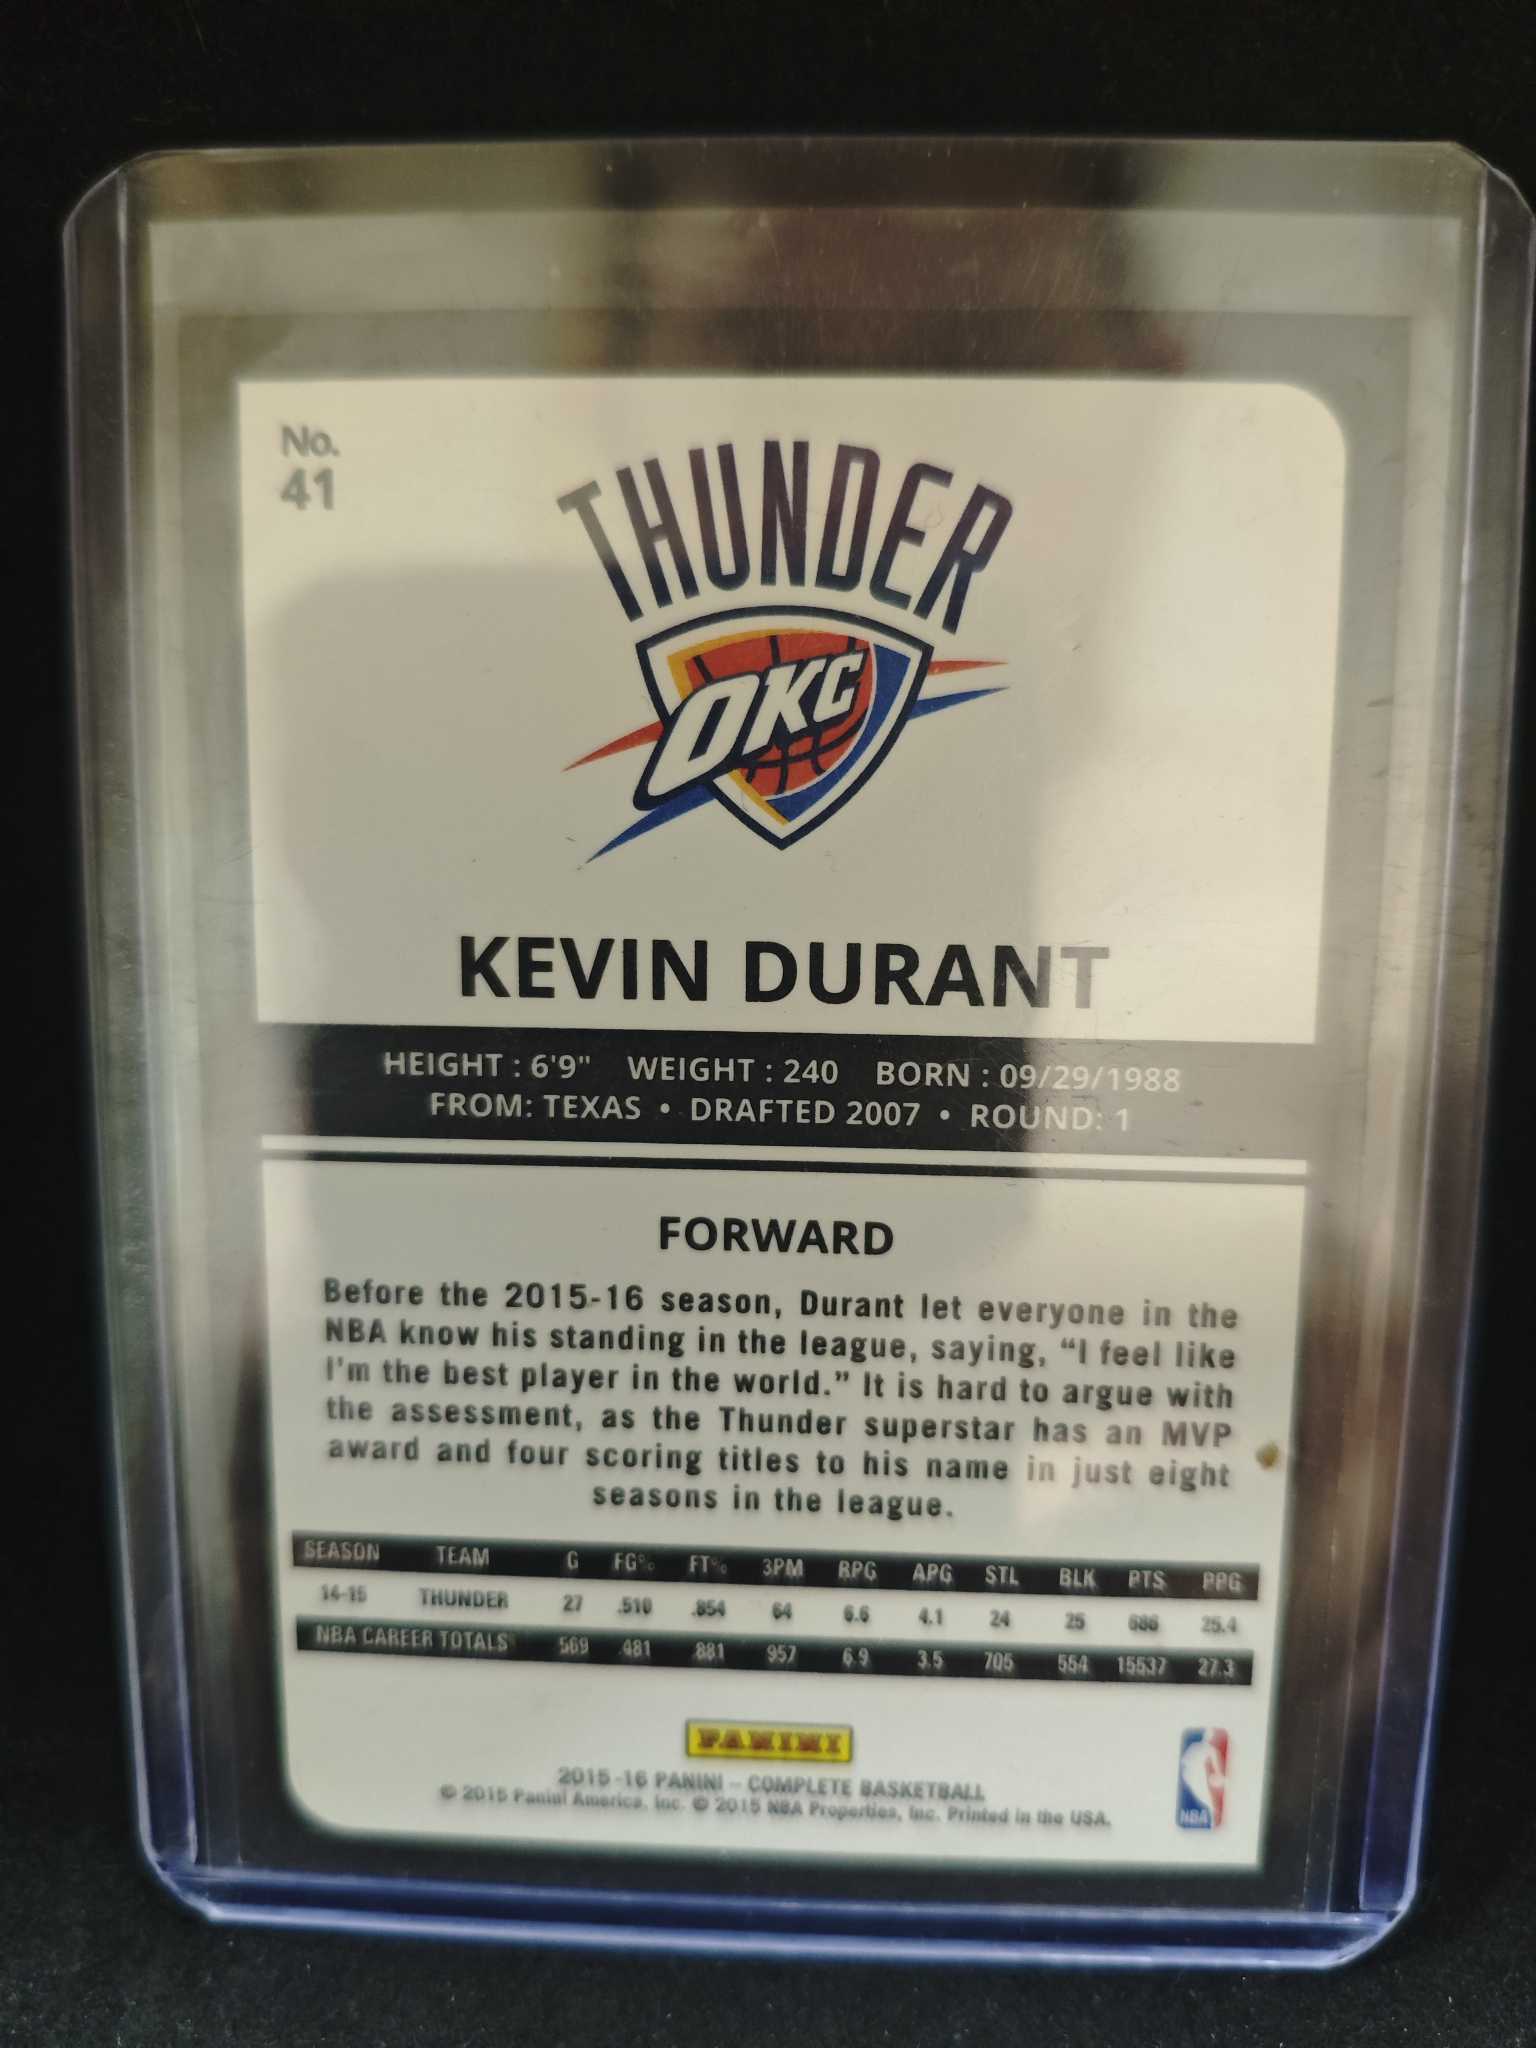 No.
41
THUNDER
OKC
KEVIN DURANT
HEIGHT : 6'9" WEIGHT : 240 BORN : 09/29/1988
FROM: TEXAS • DRAFTED 2007 • ROUND: 1
FORWARD
Before the 2015-16 season, Durant let everyone in the
NBA know his standing in the league, saying, “I feel like
I'm the best player in the world.” It is hard to argue with
the assessment, as the Thunder superstar has an MVP
award and four scoring titles to his name in just eight
seasons in the league.
SEASON TEAM G FG% FT% 3PM RPG APG STL BLK PTS PPG
14-15 THUNDER 27 .510 .854 64 6.6 4.1 24 25 686 25.4
NBA CAREER TOTALS 569 .481 .881 957 6.9 3.5 705 554 15537 27.3
PANINI
2015-16 PANINI – COMPLETE BASKETBALL
© 2015 Panini America, Inc. © 2015 NBA Properties, Inc. Printed in the USA.
NBA